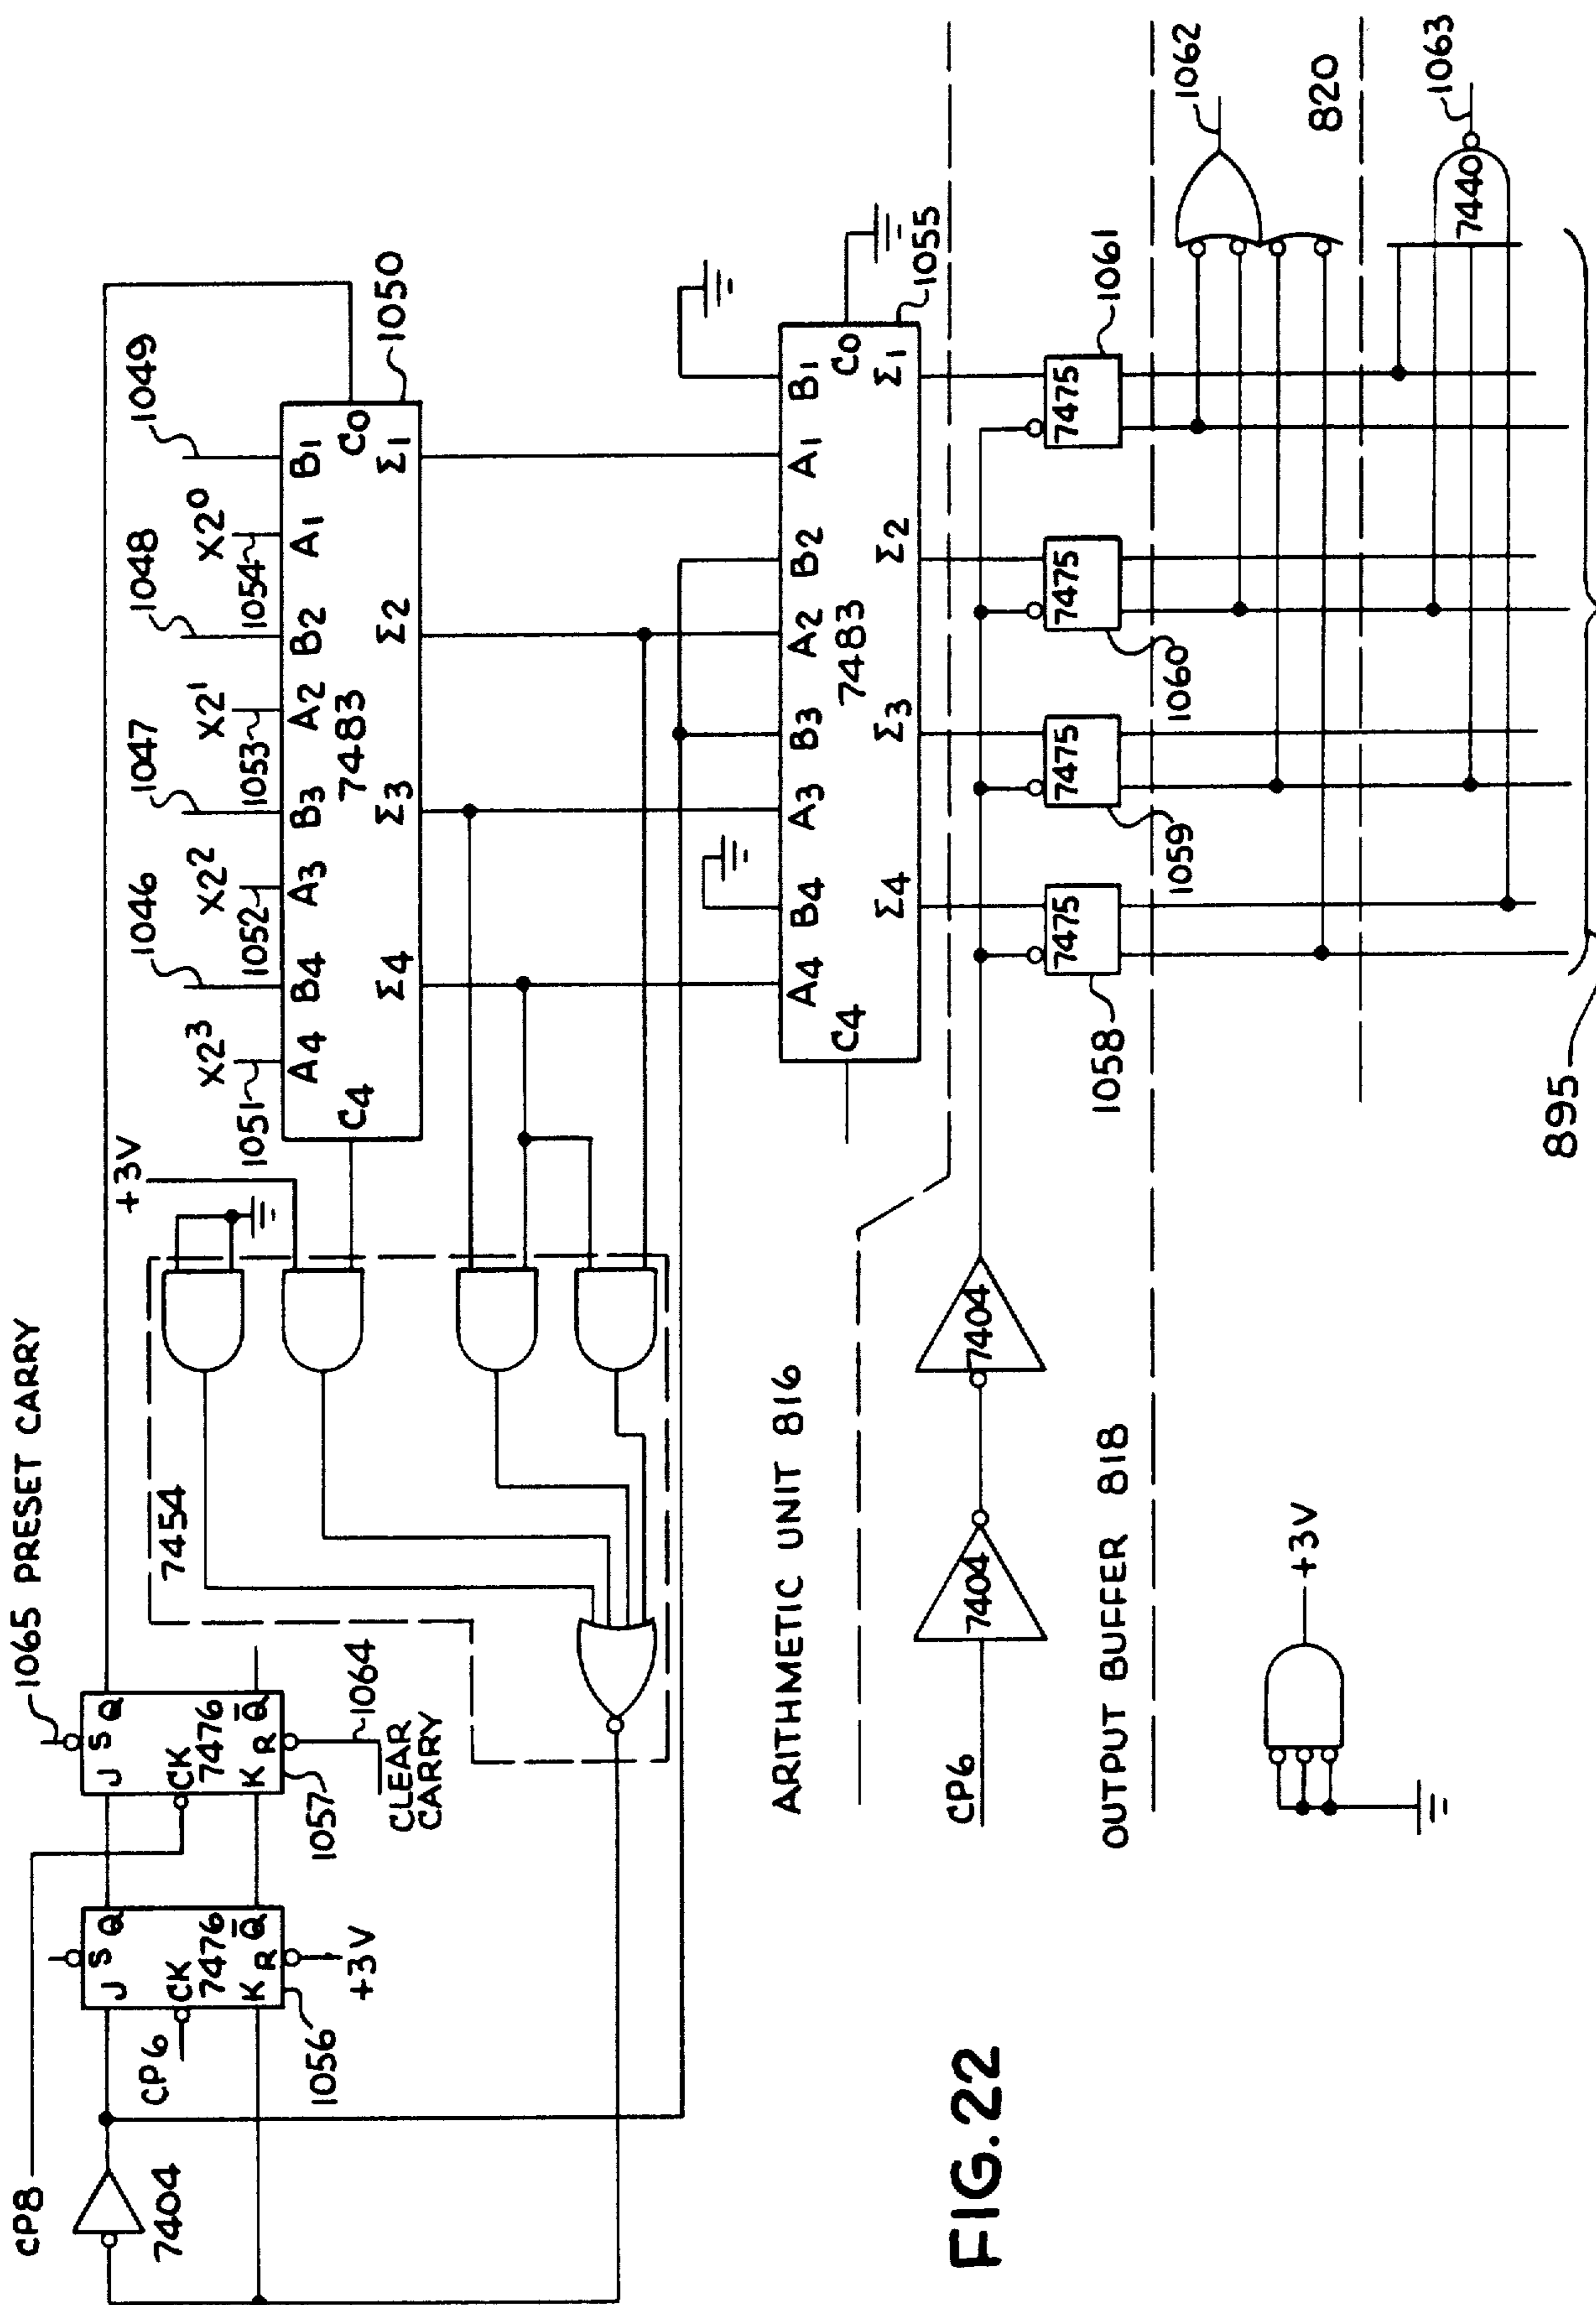 1065 PRESET CARRY
CP8
7404
CP6
J
S
Q
CK
7476
K
R
Q̅
1056
+3V
J
S
Q
CK
7476
K
R
Q̅
1057
1064
CLEAR
CARRY
7454
+3V
1051
X2³
1046
1052
X2²
1047
1053
X2¹
1048
1054
X2⁰
1049
A4 B4 A3 B3 A2 B2 A1 B1
C4
7483
C0
Σ4 Σ3 Σ2 Σ1
1050
A4 B4 A3 B3 A2 B2 A1 B1
C4
7483
C0
Σ4 Σ3 Σ2 Σ1
1055
ARITHMETIC UNIT 816
CP6
7404
7404
7475
7475
7475
7475
1058
1059
1060
1061
OUTPUT BUFFER 818
1062
820
7440
1063
+3V
895
FIG.22